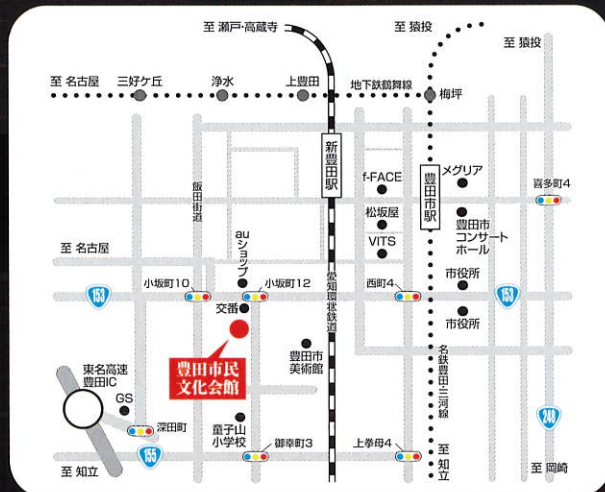 至 瀬戸・高蔵寺
至 猿投
至 猿投
至 名古屋
三好ケ丘
浄水
上豊田
地下鉄鶴舞線
梅坪
新豊田駅
豊田市駅
f-FACE
メグリア
喜多町4
飯田街道
松坂屋
豊田市
コンサート
ホール
VITS
至 名古屋
auショップ
市役所
153
小坂町10
小坂町12
愛知環状鉄道
西町4
153
交番
市役所
豊田市民
文化会館
豊田市
美術館
名鉄豊田・三河線
東名高速
豊田IC
GS
深田町
童子山
小学校
248
155
御幸町3
上挙母4
至 知立
至 知立
至 岡崎